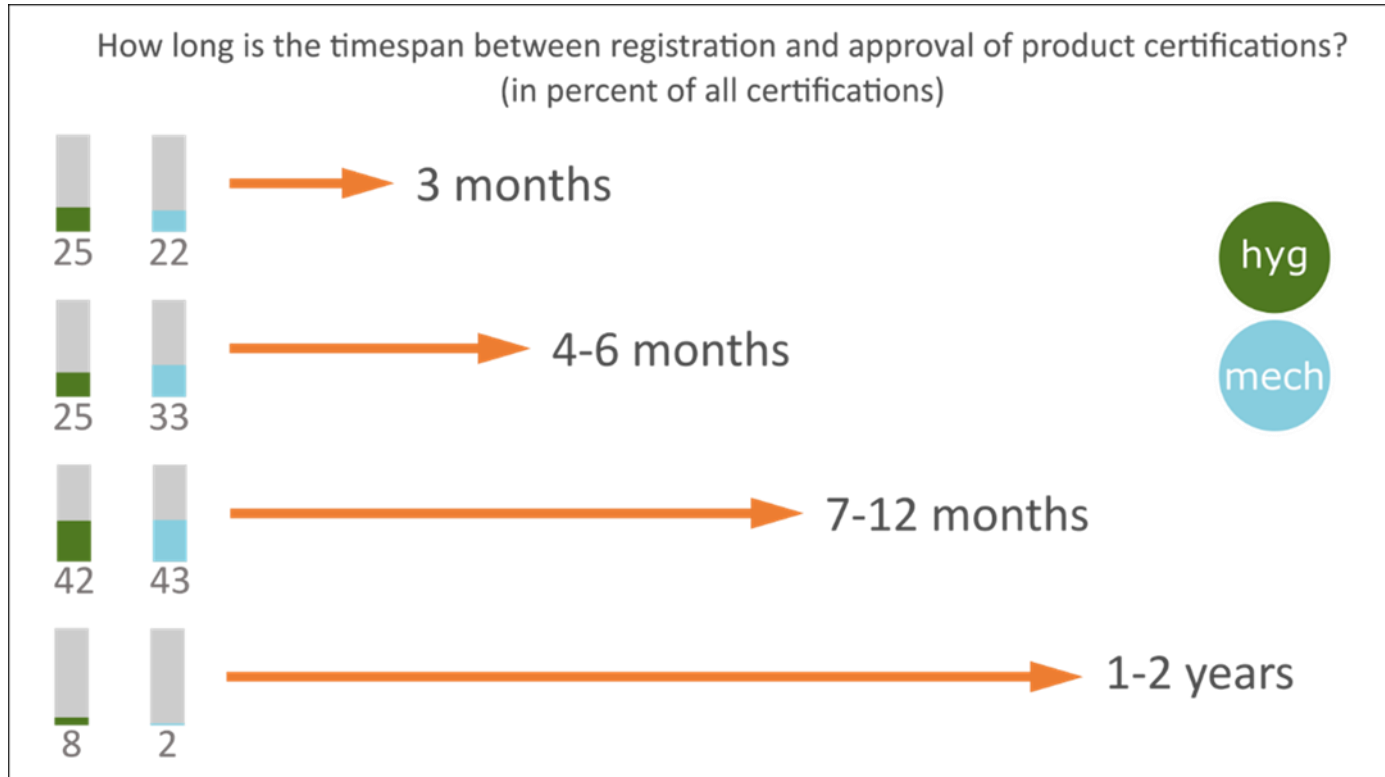 How long is the timespan between registration and approval of product certifications?
(in percent of all certifications)
3 months
25 22
hyg
4-6 months
25 33
mech
7-12 months
42 43
1-2 years
8 2